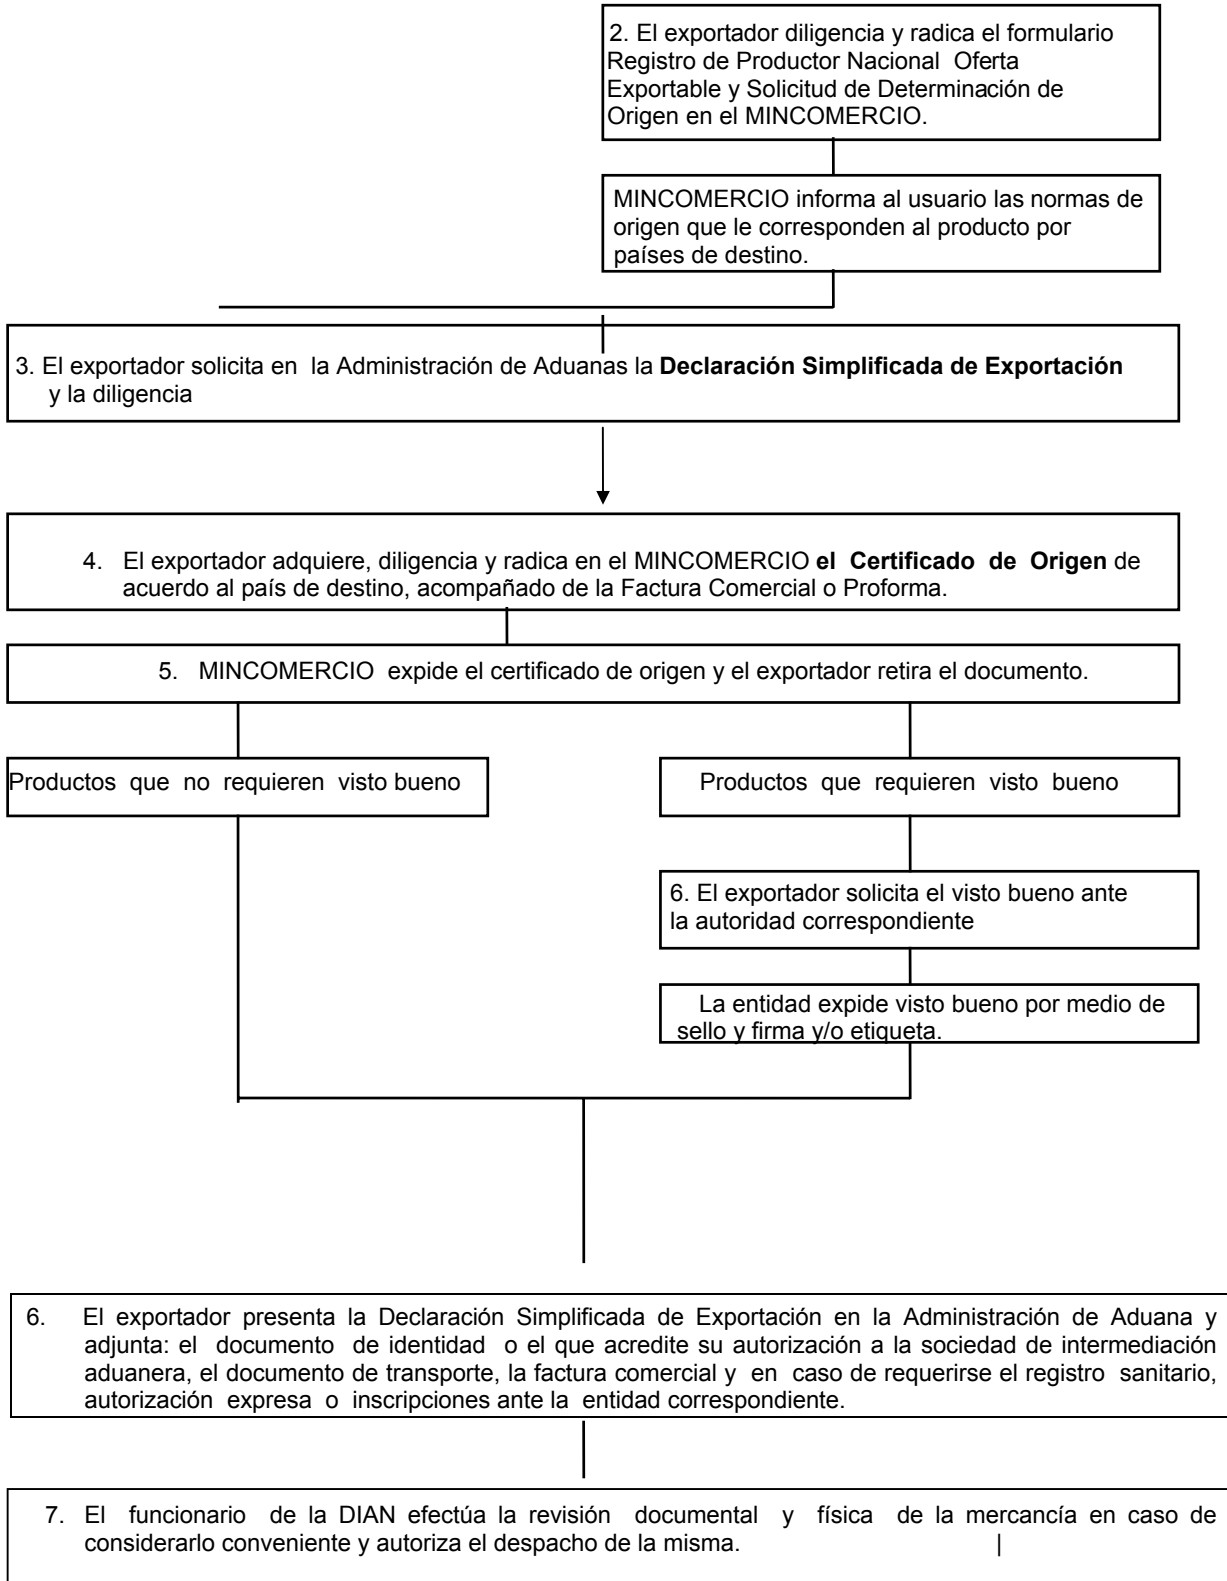 2. El exportador diligencia y radica el formulario
Registro de Productor Nacional Oferta
Exportable y Solicitud de Determinación de
Origen en el MINCOMERCIO.
MINCOMERCIO informa al usuario las normas de
origen que le corresponden al producto por
países de destino.
3. El exportador solicita en la Administración de Aduanas la Declaración Simplificada de Exportación
y la diligencia
4. El exportador adquiere, diligencia y radica en el MINCOMERCIO el Certificado de Origen de
acuerdo al país de destino, acompañado de la Factura Comercial o Proforma.
5. MINCOMERCIO expide el certificado de origen y el exportador retira el documento.
Productos que no requieren visto bueno
Productos que requieren visto bueno
6. El exportador solicita el visto bueno ante
la autoridad correspondiente
La entidad expide visto bueno por medio de
sello y firma y/o etiqueta.
6. El exportador presenta la Declaración Simplificada de Exportación en la Administración de Aduana y
adjunta: el documento de identidad o el que acredite su autorización a la sociedad de intermediación
aduanera, el documento de transporte, la factura comercial y en caso de requerirse el registro sanitario,
autorización expresa o inscripciones ante la entidad correspondiente.
7. El funcionario de la DIAN efectúa la revisión documental y física de la mercancía en caso de
considerarlo conveniente y autoriza el despacho de la misma. |